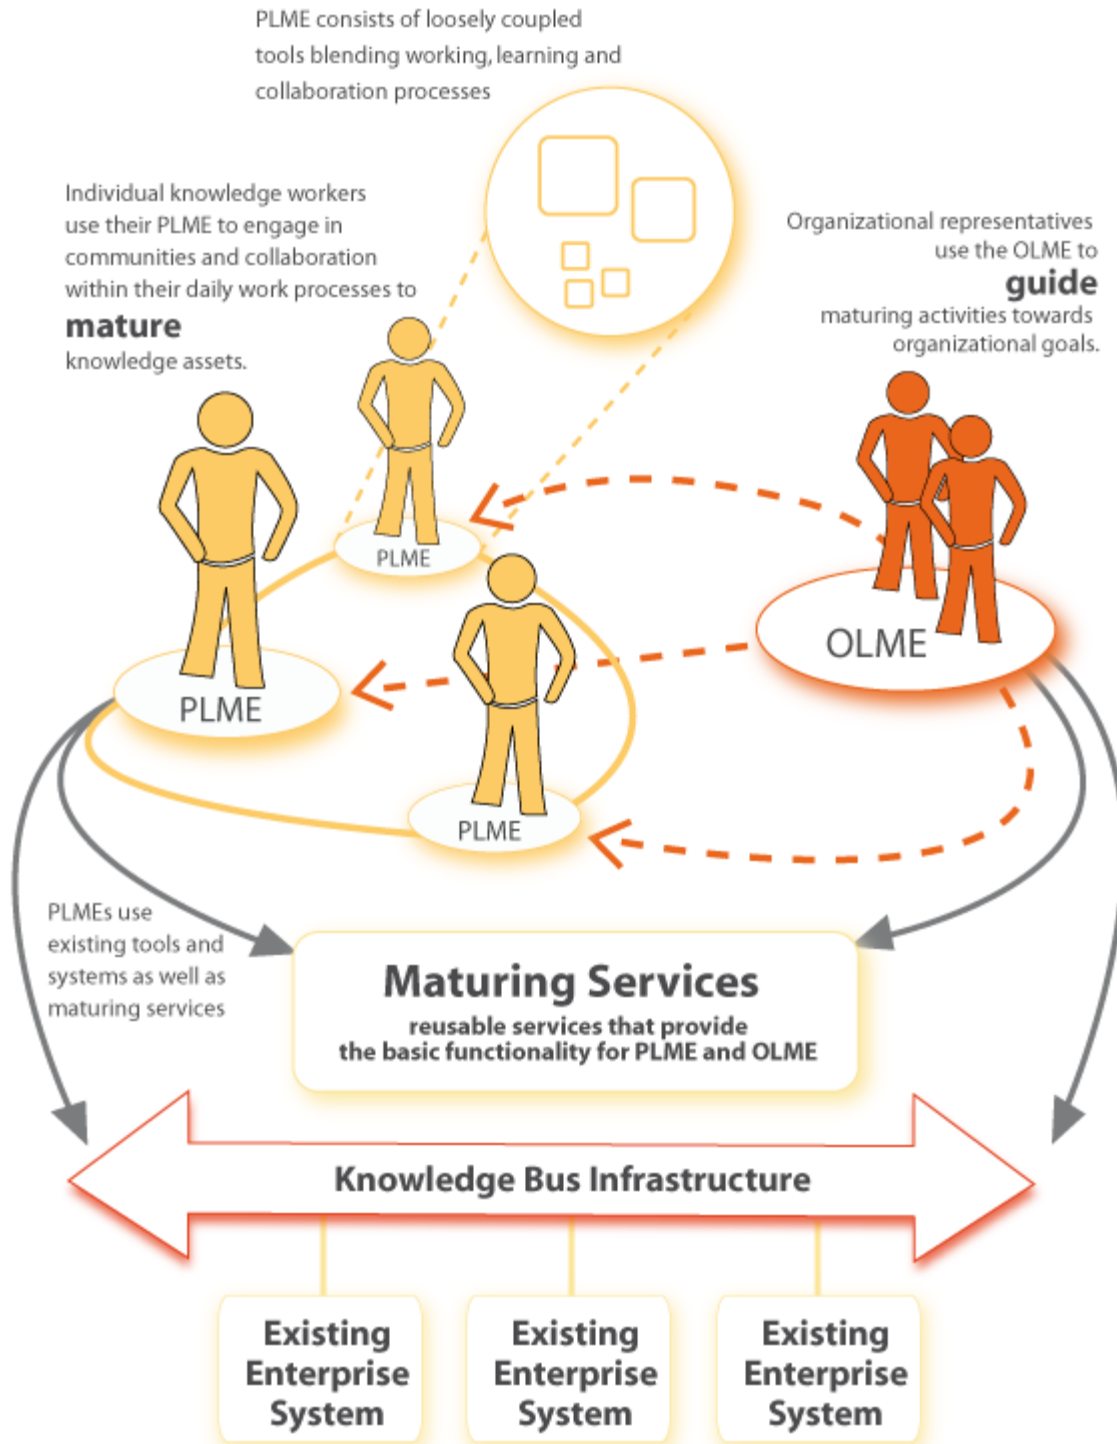 PLME consists of loosely coupled
tools blending working, learning and
collaboration processes
Individual knowledge workers
use their PLME to engage in
communities and collaboration
within their daily work processes to
mature
knowledge assets.
Organizational representatives
use the OLME to
guide
maturing activities towards
organizational goals.
PLME
OLME
PLME
PLME
PLMEs use
existing tools and
systems as well as
maturing services
Maturing Services
reusable services that provide
the basic functionality for PLME and OLME
Knowledge Bus Infrastructure
Existing
Enterprise
System
Existing
Enterprise
System
Existing
Enterprise
System